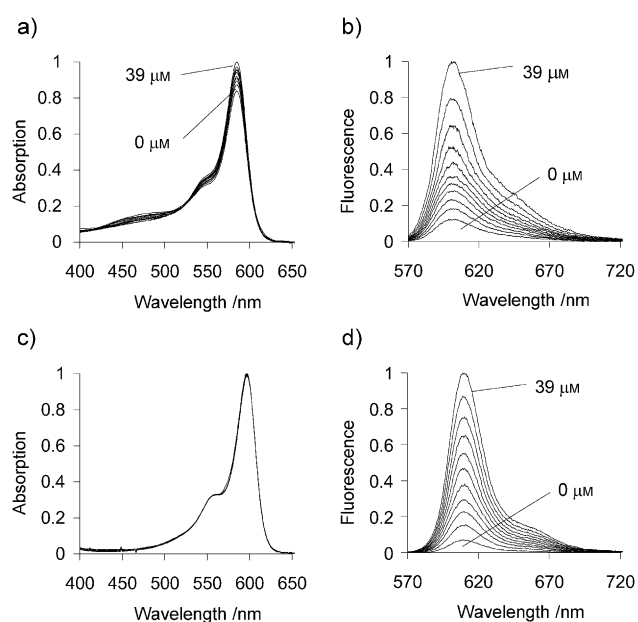 a)
1
0.8
0.6
0.4
0.2
0
Absorption
39 μM
0 μM
400 450 500 550 600 650
Wavelength /nm
b)
1
0.8
0.6
0.4
0.2
0
Fluorescence
39 μM
0 μM
570 620 670 720
Wavelength /nm
c)
1
0.8
0.6
0.4
0.2
0
Absorption
400 450 500 550 600 650
Wavelength /nm
d)
1
0.8
0.6
0.4
0.2
0
Fluorescence
39 μM
0 μM
570 620 670 720
Wavelength /nm